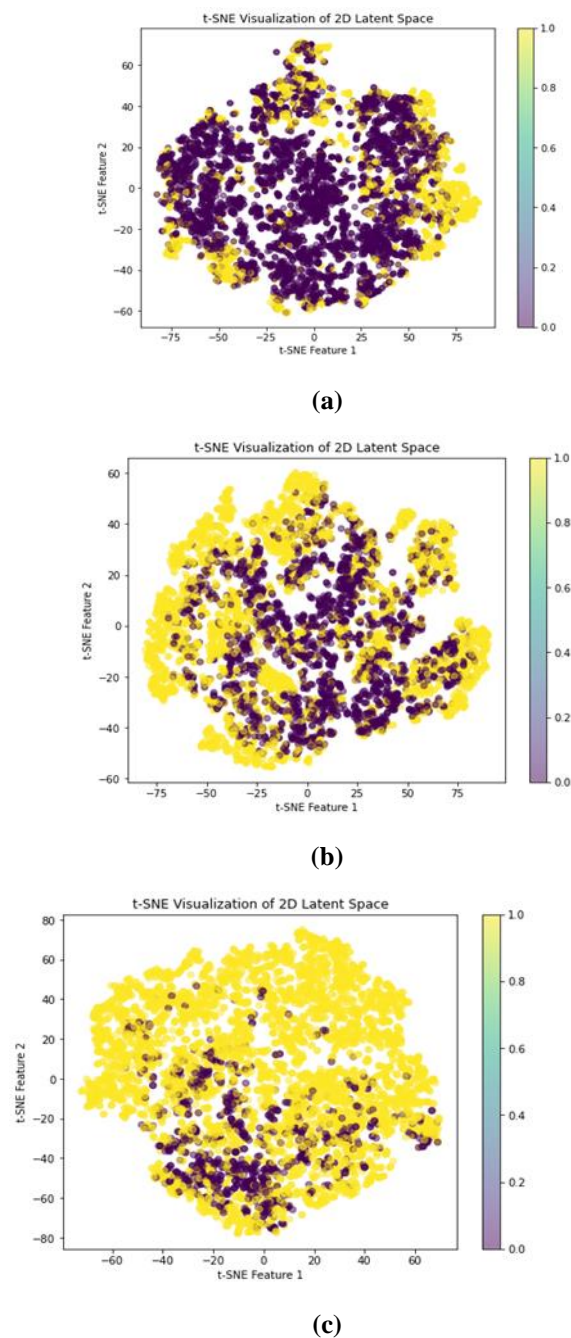 t-SNE Visualization of 2D Latent Space
1.0
60
40
0.8
20
0.6
0
0.4
−20
−40
0.2
−60
0.0
−75 −50 −25 0 25 50 75
t-SNE Feature 2
t-SNE Feature 1
(a)
t-SNE Visualization of 2D Latent Space
1.0
60
40
0.8
20
0.6
0
0.4
−20
−40
0.2
−60
0.0
−75 −50 −25 0 25 50 75
t-SNE Feature 2
t-SNE Feature 1
(b)
t-SNE Visualization of 2D Latent Space
80
1.0
60
0.8
40
20
0.6
0
−20
0.4
−40
0.2
−60
−80
0.0
−60 −40 −20 0 20 40 60
t-SNE Feature 2
t-SNE Feature 1
(c)